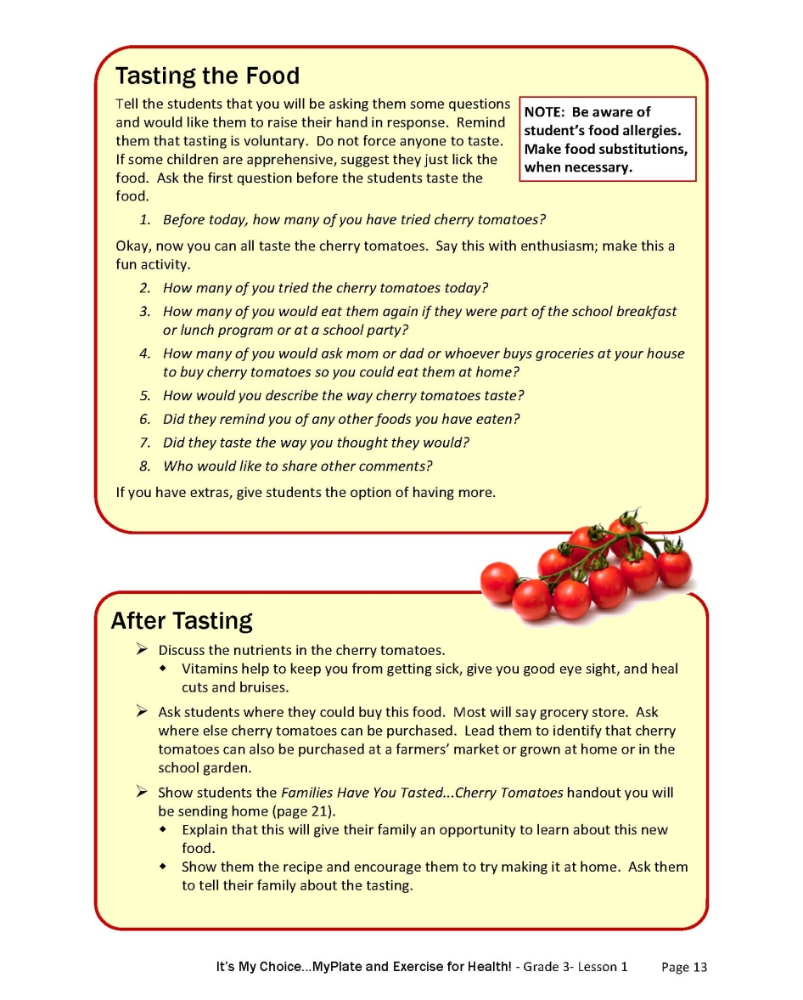 Tasting the Food
Tell the students that you will be asking them some questions
and would like them to raise their hand in response.  Remind
them that tasting is voluntary.  Do not force anyone to taste.
If some children are apprehensive, suggest they just lick the
food.  Ask the first question before the students taste the
food.
NOTE:  Be aware of
student's food allergies.
Make food substitutions,
when necessary.
1. Before today, how many of you have tried cherry tomatoes?
Okay, now you can all taste the cherry tomatoes.  Say this with enthusiasm; make this a
fun activity.
2. How many of you tried the cherry tomatoes today?
3. How many of you would eat them again if they were part of the school breakfast
or lunch program or at a school party?
4. How many of you would ask mom or dad or whoever buys groceries at your house
to buy cherry tomatoes so you could eat them at home?
5. How would you describe the way cherry tomatoes taste?
6. Did they remind you of any other foods you have eaten?
7. Did they taste the way you thought they would?
8. Who would like to share other comments?
If you have extras, give students the option of having more.
After Tasting
➢ Discuss the nutrients in the cherry tomatoes.
◆ Vitamins help to keep you from getting sick, give you good eye sight, and heal
cuts and bruises.
➢ Ask students where they could buy this food.  Most will say grocery store.  Ask
where else cherry tomatoes can be purchased.  Lead them to identify that cherry
tomatoes can also be purchased at a farmers' market or grown at home or in the
school garden.
➢ Show students the Families Have You Tasted...Cherry Tomatoes handout you will
be sending home (page 21).
◆ Explain that this will give their family an opportunity to learn about this new
food.
◆ Show them the recipe and encourage them to try making it at home.  Ask them
to tell their family about the tasting.
It's My Choice...MyPlate and Exercise for Health! - Grade 3- Lesson 1 Page 13